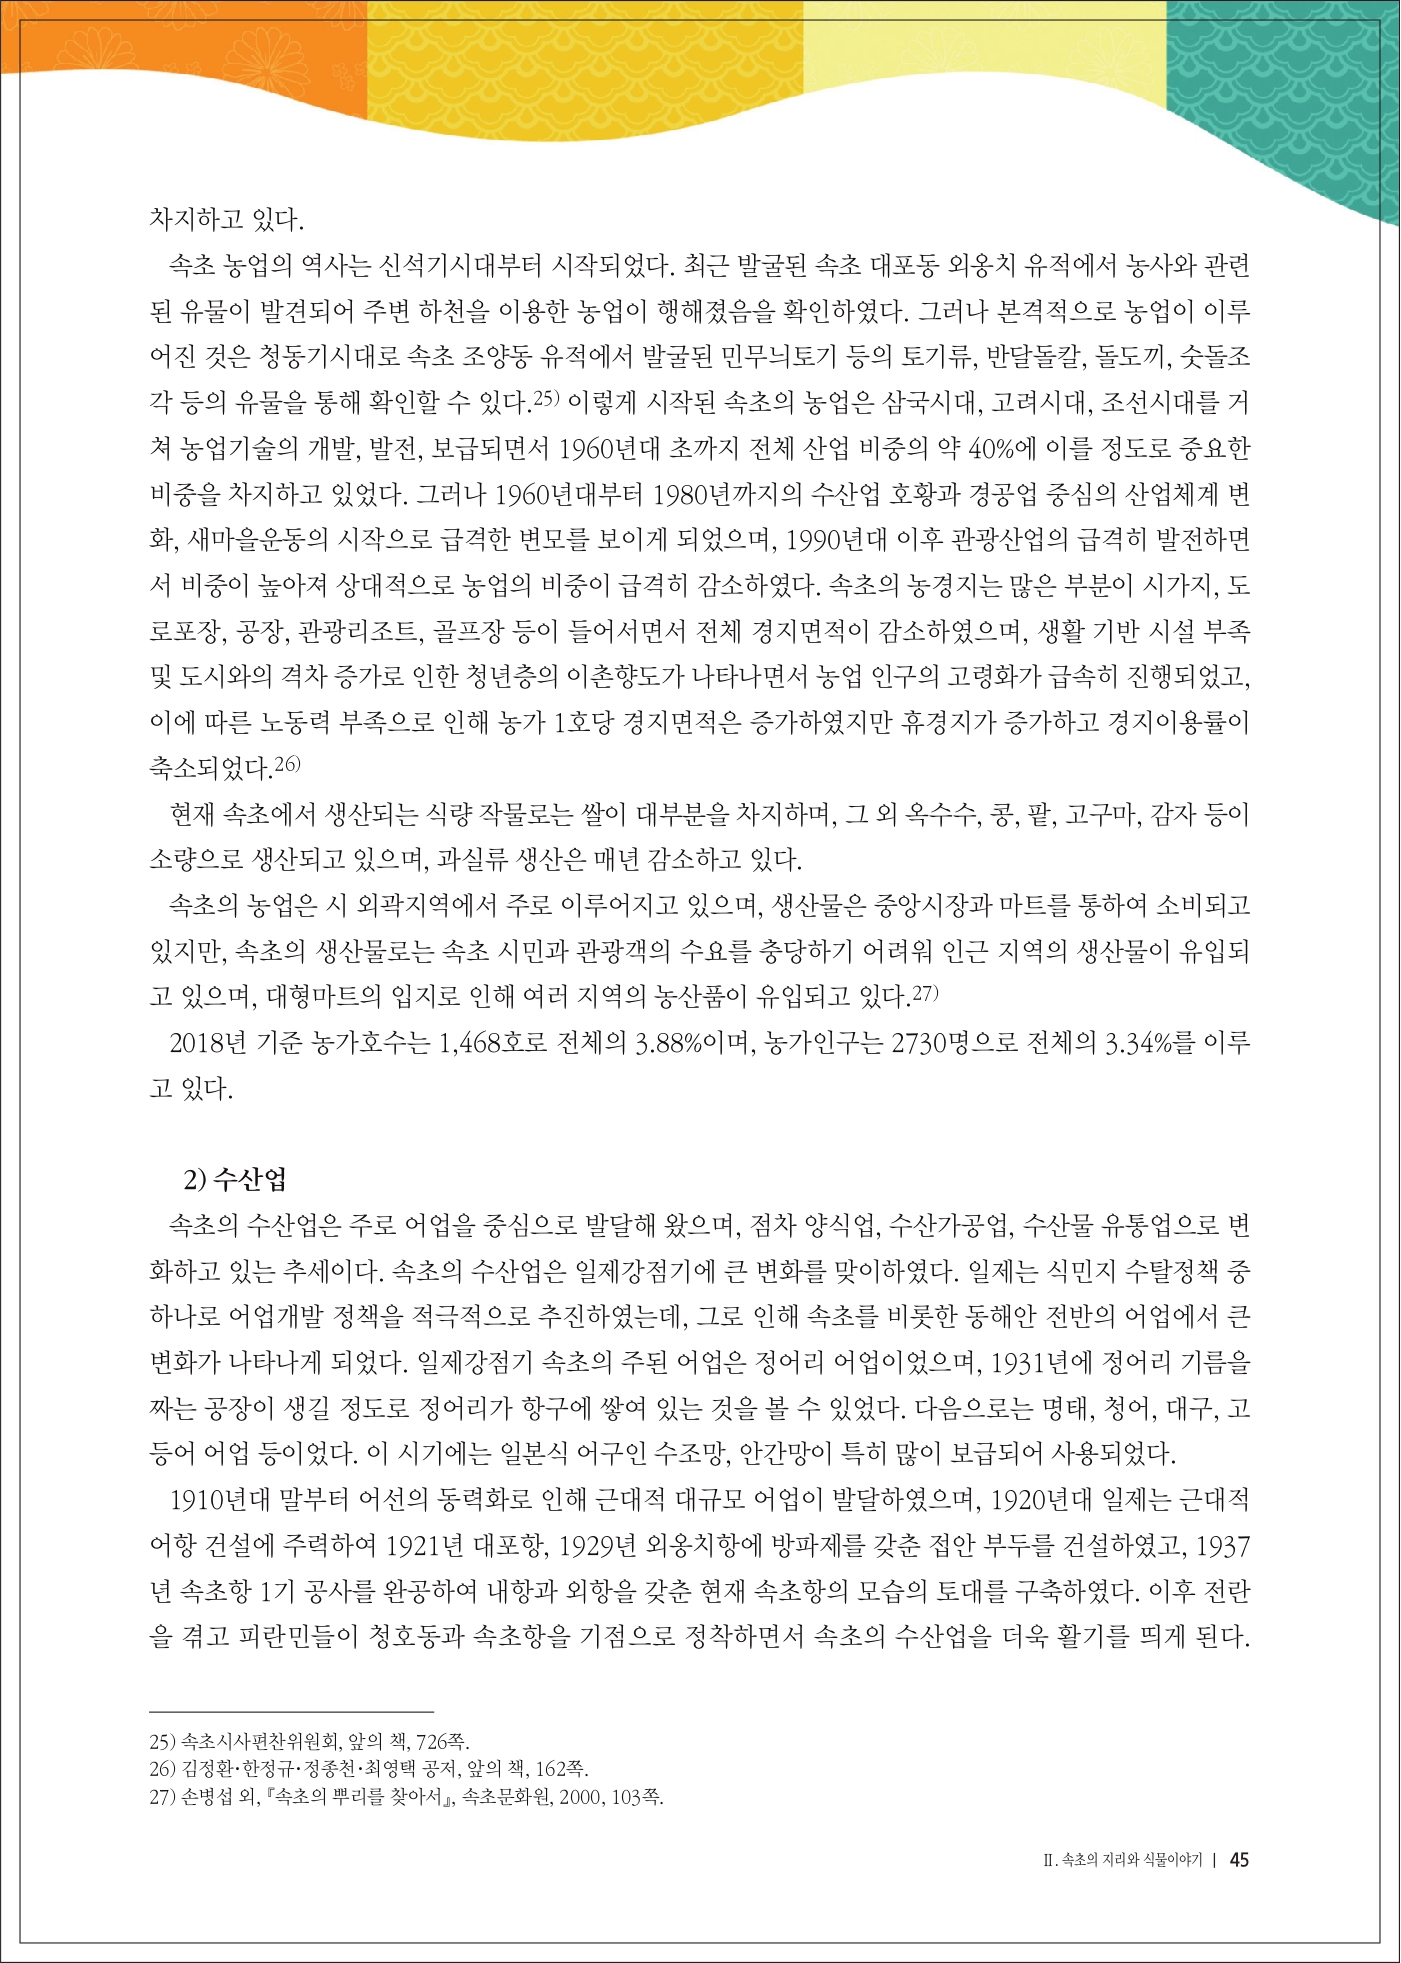 차지하고 있다.
속초 농업의 역사는 신석기시대부터 시작되었다. 최근 발굴된 속초 대포동 외옹치 유적에서 농사와 관련
된 유물이 발견되어 주변 하천을 이용한 농업이 행해졌음을 확인하였다. 그러나 본격적으로 농업이 이루
어진 것은 청동기시대로 속초 조양동 유적에서 발굴된 민무늬토기 등의 토기류, 반달돌칼, 돌도끼, 숫돌조
각 등의 유물을 통해 확인할 수 있다.25) 이렇게 시작된 속초의 농업은 삼국시대, 고려시대, 조선시대를 거
쳐 농업기술의 개발, 발전, 보급되면서 1960년대 초까지 전체 산업 비중의 약 40%에 이를 정도로 중요한
비중을 차지하고 있었다. 그러나 1960년대부터 1980년까지의 수산업 호황과 경공업 중심의 산업체계 변
화, 새마을운동의 시작으로 급격한 변모를 보이게 되었으며, 1990년대 이후 관광산업의 급격히 발전하면
서 비중이 높아져 상대적으로 농업의 비중이 급격히 감소하였다. 속초의 농경지는 많은 부분이 시가지, 도
로포장, 공장, 관광리조트, 골프장 등이 들어서면서 전체 경지면적이 감소하였으며, 생활 기반 시설 부족
및 도시와의 격차 증가로 인한 청년층의 이촌향도가 나타나면서 농업 인구의 고령화가 급속히 진행되었고,
이에 따른 노동력 부족으로 인해 농가 1호당 경지면적은 증가하였지만 휴경지가 증가하고 경지이용률이
축소되었다.26)
현재 속초에서 생산되는 식량 작물로는 쌀이 대부분을 차지하며, 그 외 옥수수, 콩, 팥, 고구마, 감자 등이
소량으로 생산되고 있으며, 과실류 생산은 매년 감소하고 있다.
속초의 농업은 시 외곽지역에서 주로 이루어지고 있으며, 생산물은 중앙시장과 마트를 통하여 소비되고
있지만, 속초의 생산물로는 속초 시민과 관광객의 수요를 충당하기 어려워 인근 지역의 생산물이 유입되
고 있으며, 대형마트의 입지로 인해 여러 지역의 농산품이 유입되고 있다.27)
2018년 기준 농가호수는 1,468호로 전체의 3.88%이며, 농가인구는 2730명으로 전체의 3.34%를 이루
고 있다.
2) 수산업
속초의 수산업은 주로 어업을 중심으로 발달해 왔으며, 점차 양식업, 수산가공업, 수산물 유통업으로 변
화하고 있는 추세이다. 속초의 수산업은 일제강점기에 큰 변화를 맞이하였다. 일제는 식민지 수탈정책 중
하나로 어업개발 정책을 적극적으로 추진하였는데, 그로 인해 속초를 비롯한 동해안 전반의 어업에서 큰
변화가 나타나게 되었다. 일제강점기 속초의 주된 어업은 정어리 어업이었으며, 1931년에 정어리 기름을
짜는 공장이 생길 정도로 정어리가 항구에 쌓여 있는 것을 볼 수 있었다. 다음으로는 명태, 청어, 대구, 고
등어 어업 등이었다. 이 시기에는 일본식 어구인 수조망, 안간망이 특히 많이 보급되어 사용되었다.
1910년대 말부터 어선의 동력화로 인해 근대적 대규모 어업이 발달하였으며, 1920년대 일제는 근대적
어항 건설에 주력하여 1921년 대포항, 1929년 외옹치항에 방파제를 갖춘 접안 부두를 건설하였고, 1937
년 속초항 1기 공사를 완공하여 내항과 외항을 갖춘 현재 속초항의 모습의 토대를 구축하였다. 이후 전란
을 겪고 피란민들이 청호동과 속초항을 기점으로 정착하면서 속초의 수산업을 더욱 활기를 띄게 된다.
25) 속초시사편찬위원회, 앞의 책, 726쪽.
26) 김정환·한정규·정종천·최영택 공저, 앞의 책, 162쪽.
27) 손병섭 외, 『속초의 뿌리를 찾아서』, 속초문화원, 2000, 103쪽.
Ⅱ. 속초의 지리와 식물이야기 | 45